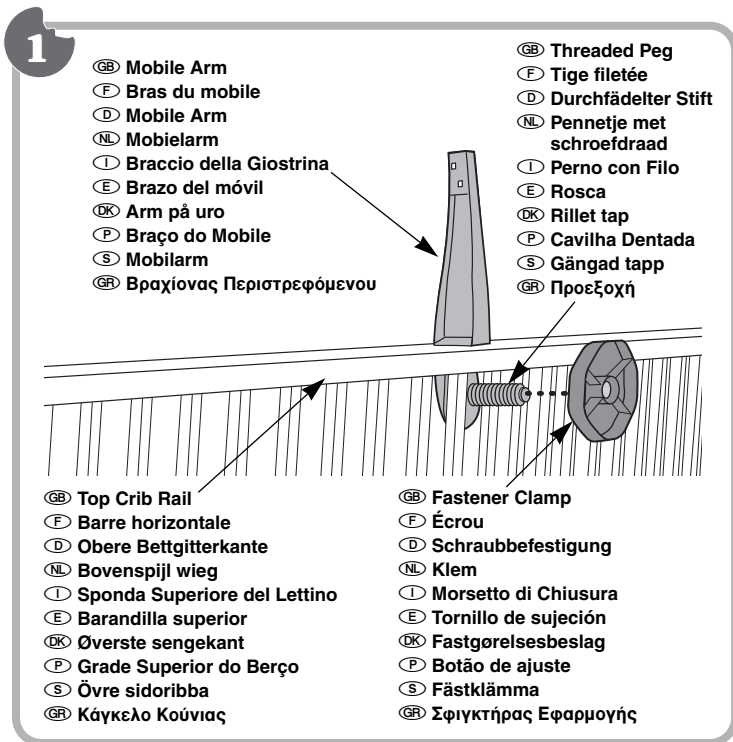 1
GB Mobile Arm
F Bras du mobile
D Mobile Arm
NL Mobielarm
I Braccio della Giostrina
E Brazo del móvil
DK Arm på uro
P Braço do Mobile
S Mobilarm
GR Βραχίονας Περιστρεφόμενου
GB Threaded Peg
F Tige filetée
D Durchfädelter Stift
NL Pennetje met
schroefdraad
I Perno con Filo
E Rosca
DK Rillet tap
P Cavilha Dentada
S Gängad tapp
GR Προεξοχή
GB Top Crib Rail
F Barre horizontale
D Obere Bettgitterkante
NL Bovenspijl wieg
I Sponda Superiore del Lettino
E Barandilla superior
DK Øverste sengekant
P Grade Superior do Berço
S Övre sidoribba
GR Κάγκελο Κούνιας
GB Fastener Clamp
F Écrou
D Schraubbefestigung
NL Klem
I Morsetto di Chiusura
E Tornillo de sujeción
DK Fastgørelsesbeslag
P Botão de ajuste
S Fästklämma
GR Σφιγκτήρας Εφαρμογής